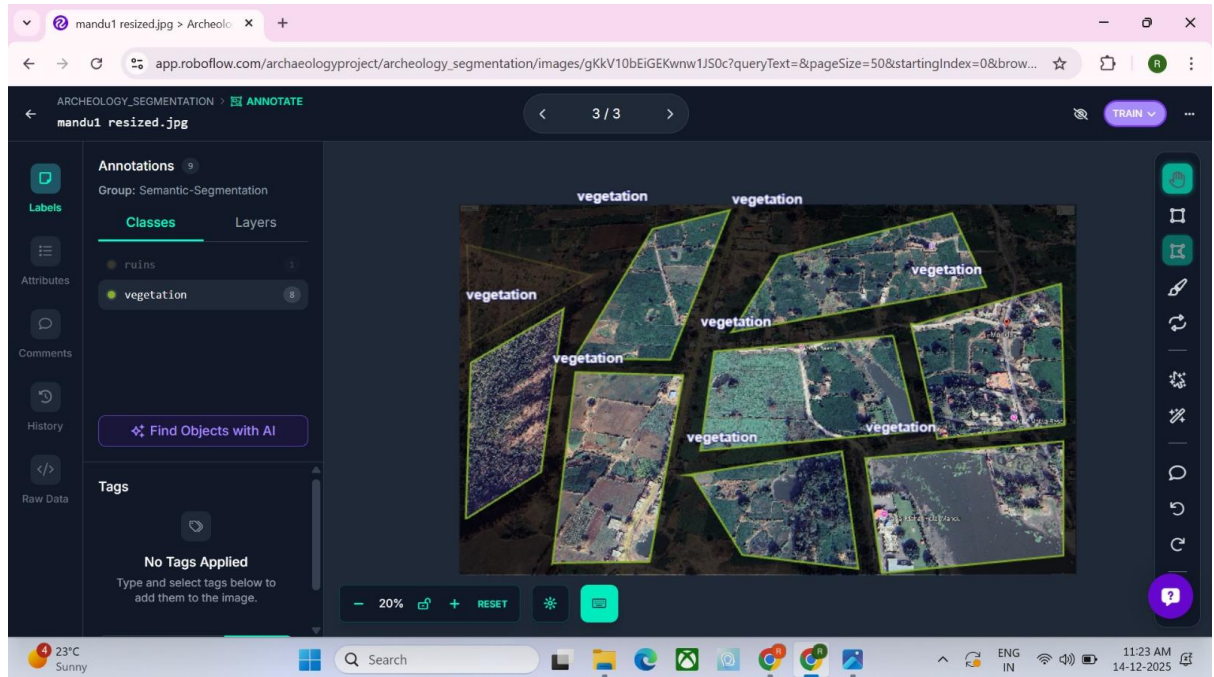 mandu1 resized.jpg > Archeolo
app.roboflow.com/archaeologyproject/archeology_segmentation/images/gKkV10bEiGEKwnw1JS0c?queryText=&pageSize=50&startingIndex=0&brow...
R
ARCHEOLOGY_SEGMENTATION > ANNOTATE
mandu1 resized.jpg
3 / 3
TRAIN
Labels
Attributes
Comments
History
Raw Data
Annotations 9
Group: Semantic-Segmentation
Classes Layers
ruins 1
vegetation 8
Find Objects with AI
Tags
No Tags Applied
Type and select tags below to
add them to the image.
vegetation
vegetation
vegetation
vegetation
vegetation
vegetation
vegetation
vegetation
20% RESET
4
23°C
Sunny
Search
ENG
IN
11:23 AM
14-12-2025